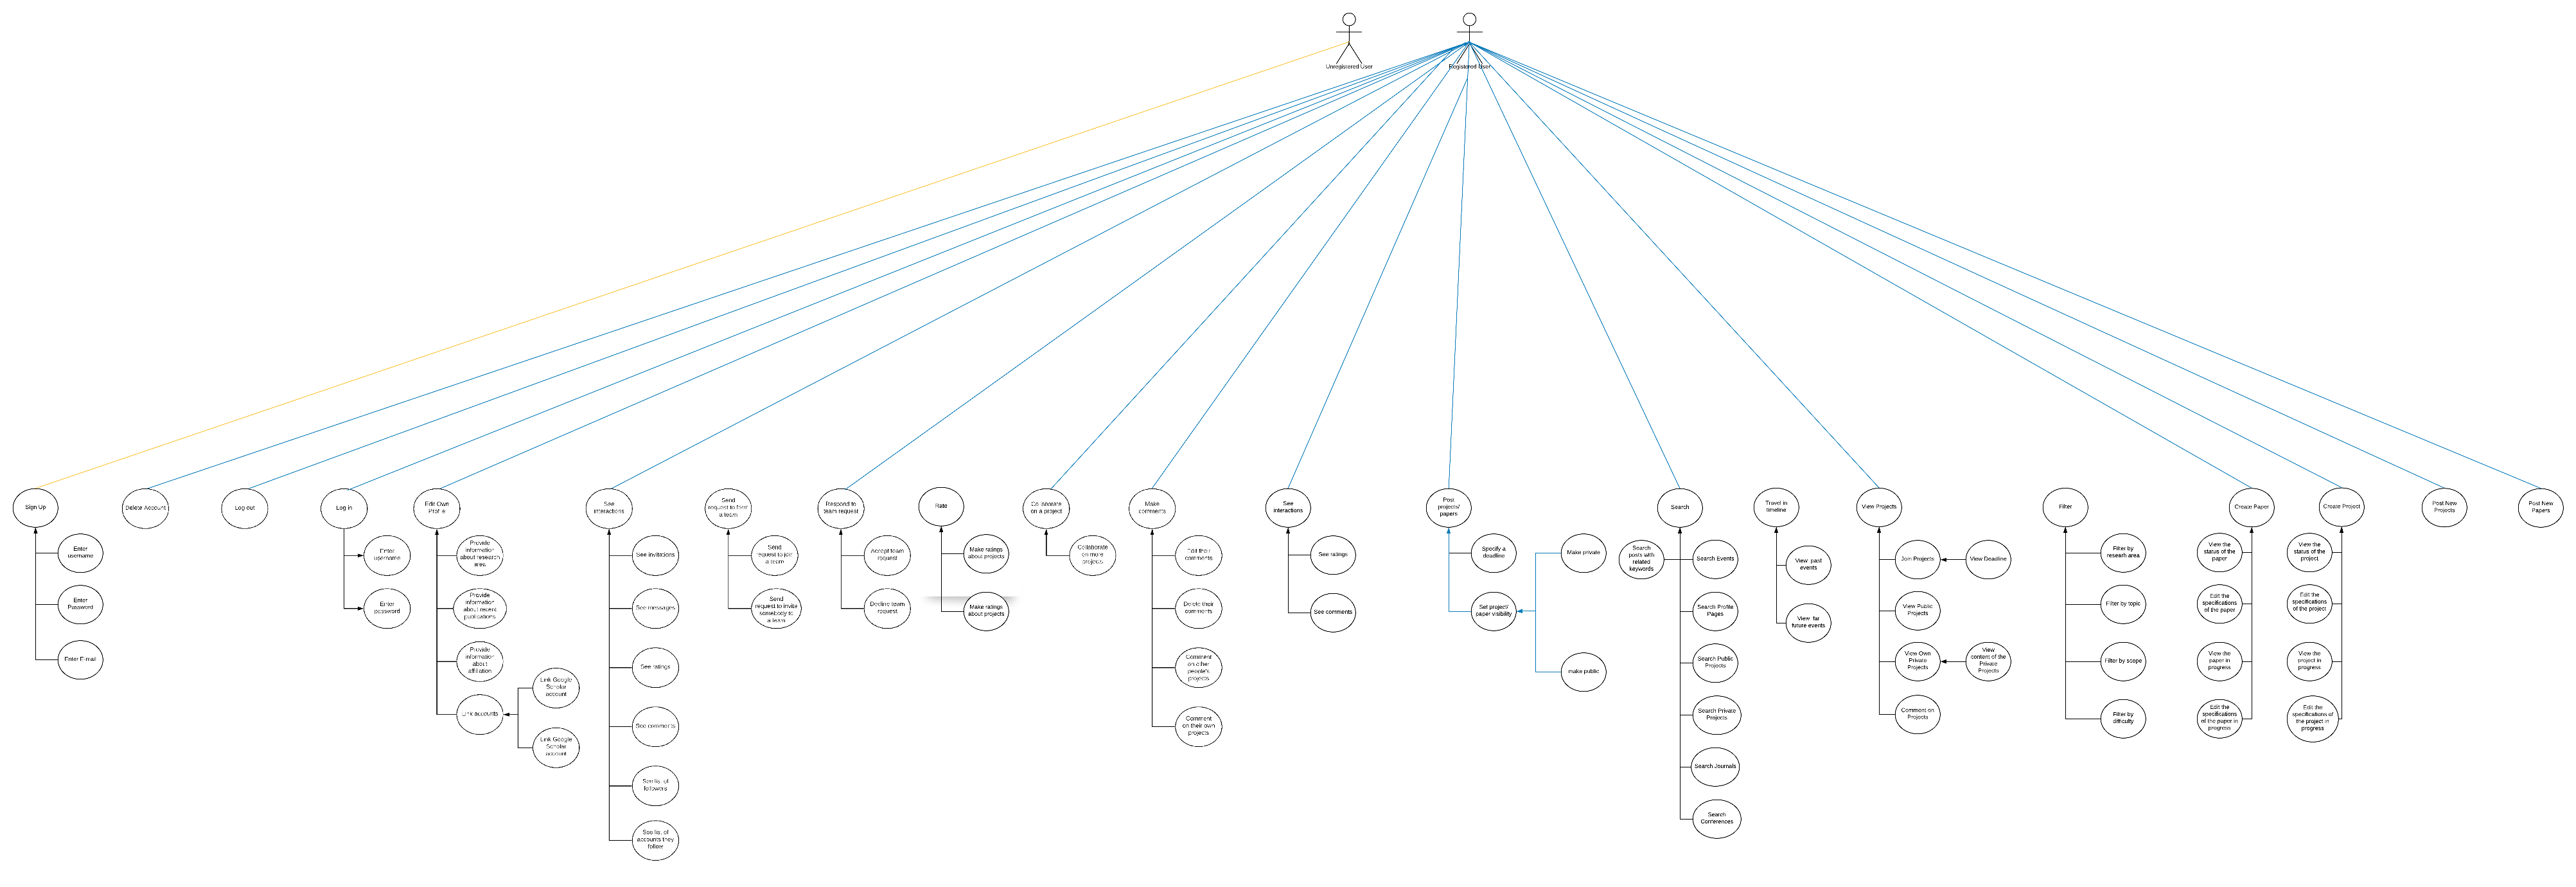 Unregistered User
Registered User
Sign Up
Enter
username
Enter
Password
Enter E-mail
Delete Account
Log out
Log in
Enter
username
Enter
password
Edit Own
Profile
Provide
information
about research
area
Provide
information
about recent
publications
Provide
information
about
affiliation
Link accounts
Link Google
Scholar
account
Link Google
Scholar
account
See
interactions
See invitations
See messages
See ratings
See comments
See list of
followers
See list of
accounts they
follow
Send
request to form
a team
Send
request to join
a team
Send
request to invite
somebody to
a team
Respond to
team request
Accept team
request
Decline team
request
Rate
Make ratings
about projects
Make ratings
about projects
Collaborate
on a project
Collaborate
on more
projects
Make
comments
Edit their
comments
Delete their
comments
Comment
on other
people's
projects
Comment
on their own
projects
See
interactions
See ratings
See comments
Post
projects/
papers
Specify a
deadline
Set project/
paper visibility
Make private
make public
Search
Search
posts with
related
keywords
Search Events
Search Profile
Pages
Search Public
Projects
Search Private
Projects
Search Journals
Search
Conferences
Travel in
timeline
View past
events
View far
future events
View Projects
Join Projects
View Deadline
View Public
Projects
View Own
Private
Projects
View
content of the
Private
Projects
Comment on
Projects
Filter
Filter by
researh area
Filter by topic
Filter by scope
Filter by
difficulty
Create Paper
View the
status of the
paper
Edit the
specifications
of the paper
View the
paper in
progress
Edit the
specifications
of the paper in
progress
Create Project
View the
status of the
project
Edit the
specifications
of the project
View the
project in
progress
Edit the
specifications of
the project in
progress
Post New
Projects
Post New
Papers